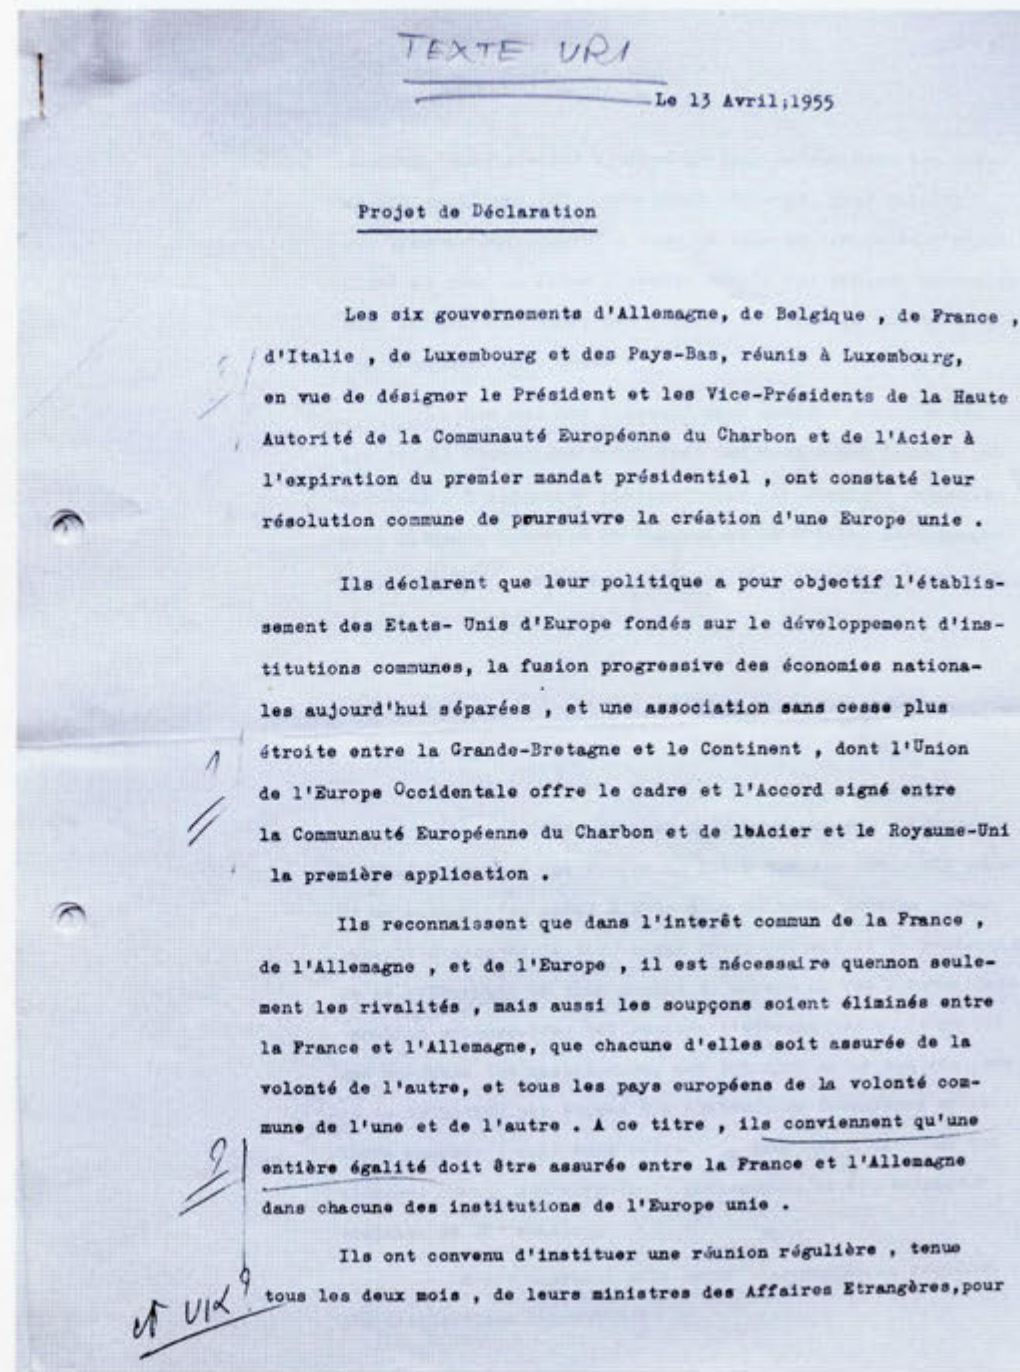 TEXTE URI
Le 13 Avril;1955
Projet de Déclaration
Les six gouvernements d'Allemagne, de Belgique , de France ,
d'Italie , de Luxembourg et des Pays-Bas, réunis à Luxembourg,
en vue de désigner le Président et les Vice-Présidents de la Haute
Autorité de la Communauté Européenne du Charbon et de l'Acier à
l'expiration du premier mandat présidentiel , ont constaté leur
résolution commune de poursuivre la création d'une Europe unie .
Ils déclarent que leur politique a pour objectif l'établis-
sement des Etats- Unis d'Europe fondés sur le développement d'ins-
titutions communes, la fusion progressive des économies nationa-
les aujourd'hui séparées , et une association sans cesse plus
étroite entre la Grande-Bretagne et le Continent , dont l'Union
1
de l'Europe Occidentale offre le cadre et l'Accord signé entre
la Communauté Européenne du Charbon et de lbAcier et le Royaume-Uni
la première application .
Ils reconnaissent que dans l'interêt commun de la France ,
de l'Allemagne , et de l'Europe , il est nécessaire quennon seule-
ment les rivalités , mais aussi les soupçons soient éliminés entre
la France et l'Allemagne, que chacune d'elles soit assurée de la
volonté de l'autre, et tous les pays européens de la volonté com-
mune de l'une et de l'autre . A ce titre , ils conviennent qu'une
entière égalité doit être assurée entre la France et l'Allemagne
dans chacune des institutions de l'Europe unie .
Ils ont convenu d'instituer une réunion régulière , tenue
tous les deux mois , de leurs ministres des Affaires Etrangères,pour